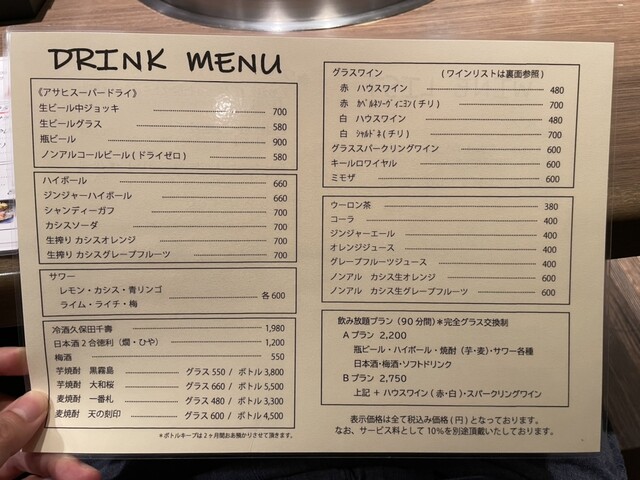 DRINK MENU
《アサヒスーパードライ》
生ビール中ジョッキ 700
生ビールグラス 580
瓶ビール 900
ノンアルコールビール(ドライゼロ) 580
ハイボール 660
ジンジャーハイボール 660
シャンディーガフ 700
カシスソーダ 700
生搾りカシスオレンジ 700
生搾りカシスグレープフルーツ 700
サワー
レモン・カシス・青リンゴ
ライム・ライチ・梅 各600
冷酒久保田千壽 1,980
日本酒2合徳利(燗・ひや) 1,200
梅酒 550
芋焼酎 黒霧島 グラス 550 / ボトル3,800
芋焼酎 大和桜 グラス 660 / ボトル5,500
麦焼酎 一番札 グラス 480 / ボトル3,300
麦焼酎 天の刻印 グラス 600 / ボトル4,500
*ボトルキープは2ヶ月間お預かりさせて頂きます。
グラスワイン (ワインリストは裏面参照)
赤 ハウスワイン 480
赤 ｶﾍﾞﾙﾈｿｰｳﾞｨﾆﾖﾝ(チリ) 700
白 ハウスワイン 480
白 ｼｬﾙﾄﾞﾈ(チリ) 700
グラススパークリングワイン 600
キールロワイヤル 600
ミモザ 600
ウーロン茶 380
コーラ 400
ジンジャーエール 400
オレンジジュース 400
グレープフルーツジュース 400
ノンアル カシス生オレンジ 600
ノンアル カシス生グレープフルーツ 600
飲み放題プラン(90分間)*完全グラス交換制
Aプラン 2,200
瓶ビール・ハイボール・焼酎(芋・麦)・サワー各種
日本酒・梅酒・ソフトドリンク
Bプラン 2,750
上記+ハウスワイン(赤・白)・スパークリングワイン
表示価格は全て税込み価格(円)となっております。
なお、サービス料として10%を別途頂戴いたしております。